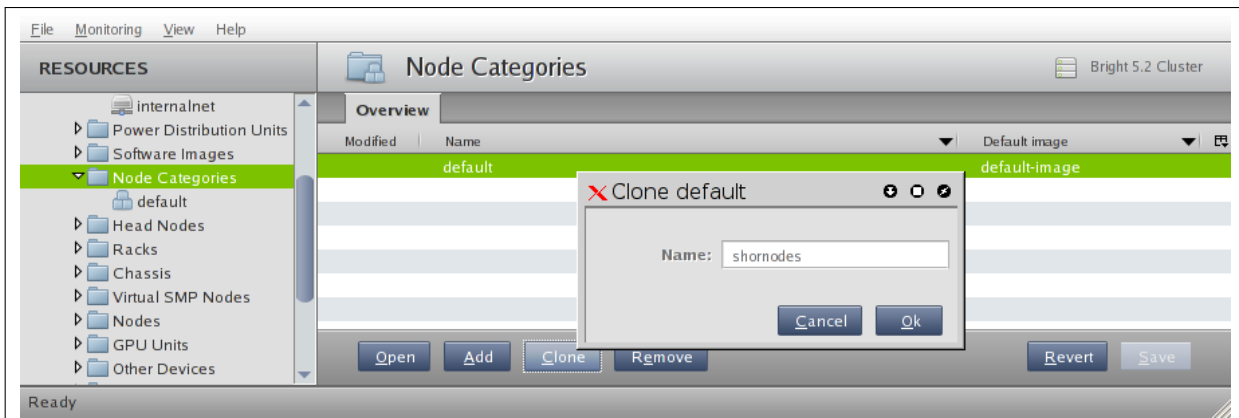 File Monitoring View Help
RESOURCES
Node Categories
Bright 5.2 Cluster
internalnet
Power Distribution Units
Software Images
Node Categories
default
Head Nodes
Racks
Chassis
Virtual SMP Nodes
Nodes
GPU Units
Other Devices
Overview
Modified Name Default image
default default-image
Clone default
Name: shornodes
Cancel Ok
Open Add Clone Remove Revert Save
Ready